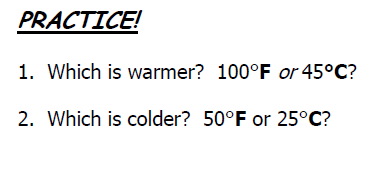 PRACTICE!
1. Which is warmer? 100°F or 45°C?
2. Which is colder? 50°F or 25°C?